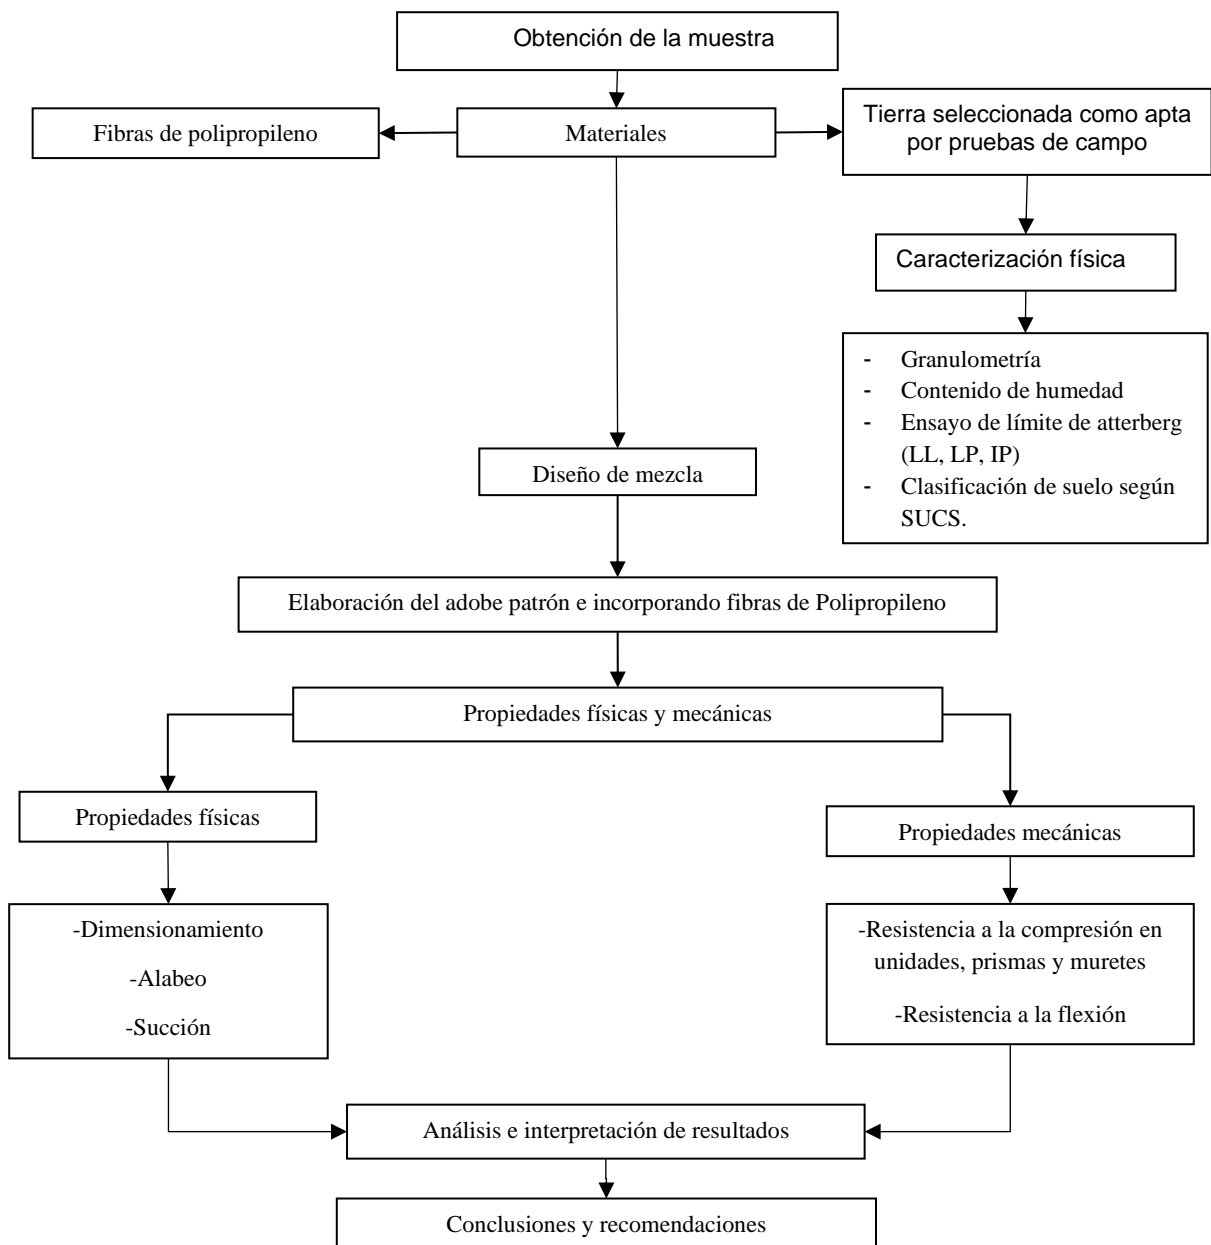 Obtención de la muestra
Fibras de polipropileno
Materiales
Tierra seleccionada como apta
por pruebas de campo
Caracterización física
- Granulometría
- Contenido de humedad
- Ensayo de límite de atterberg
(LL, LP, IP)
- Clasificación de suelo según
SUCS.
Diseño de mezcla
Elaboración del adobe patrón e incorporando fibras de Polipropileno
Propiedades físicas y mecánicas
Propiedades físicas
Propiedades mecánicas
-Dimensionamiento
-Alabeo
-Succión
-Resistencia a la compresión en
unidades, prismas y muretes
-Resistencia a la flexión
Análisis e interpretación de resultados
Conclusiones y recomendaciones